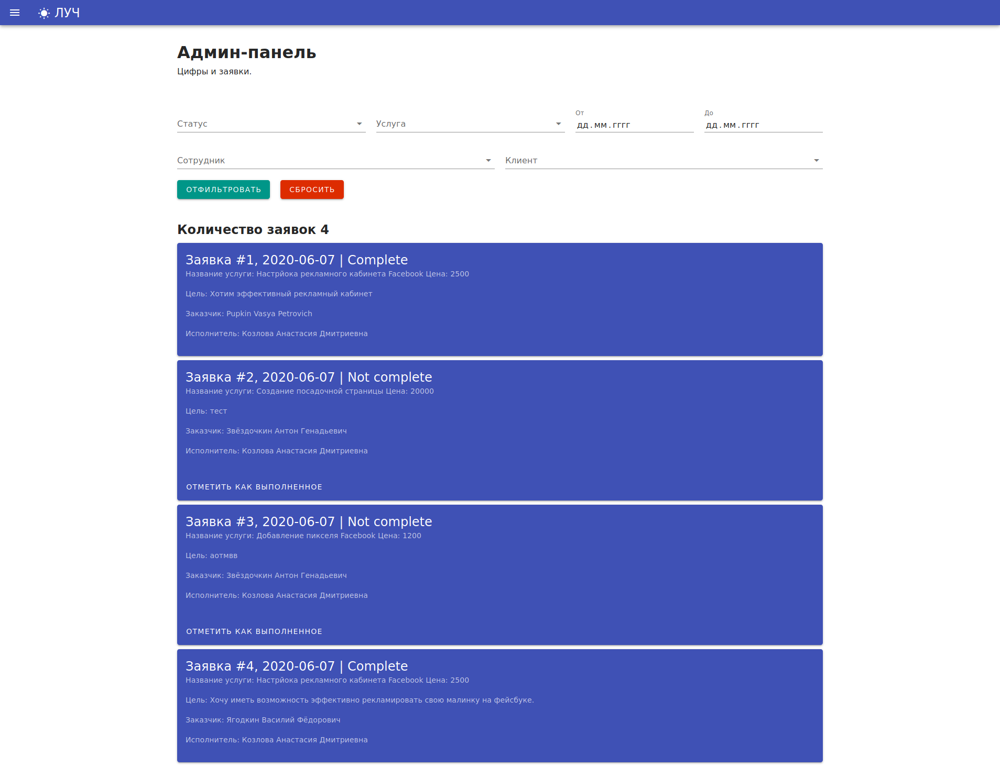 ЛУЧ
Админ-панель
Цифры и заявки.
Статус
Услуга
От
дд.мм.гггг
До
дд.мм.гггг
Сотрудник
Клиент
ОТФИЛЬТРОВАТЬ
СБРОСИТЬ
Количество заявок 4
Заявка #1, 2020-06-07 | Complete
Название услуги: Настрйока рекламного кабинета Facebook Цена: 2500
Цель: Хотим эффективный рекламный кабинет
Заказчик: Pupkin Vasya Petrovich
Исполнитель: Козлова Анастасия Дмитриевна
Заявка #2, 2020-06-07 | Not complete
Название услуги: Создание посадочной страницы Цена: 20000
Цель: тест
Заказчик: Звёздочкин Антон Генадьевич
Исполнитель: Козлова Анастасия Дмитриевна
ОТМЕТИТЬ КАК ВЫПОЛНЕННОЕ
Заявка #3, 2020-06-07 | Not complete
Название услуги: Добавление пикселя Facebook Цена: 1200
Цель: аотмвв
Заказчик: Звёздочкин Антон Генадьевич
Исполнитель: Козлова Анастасия Дмитриевна
ОТМЕТИТЬ КАК ВЫПОЛНЕННОЕ
Заявка #4, 2020-06-07 | Complete
Название услуги: Настрйока рекламного кабинета Facebook Цена: 2500
Цель: Хочу иметь возможность эффективно рекламировать свою малинку на фейсбуке.
Заказчик: Ягодкин Василий Фёдорович
Исполнитель: Козлова Анастасия Дмитриевна